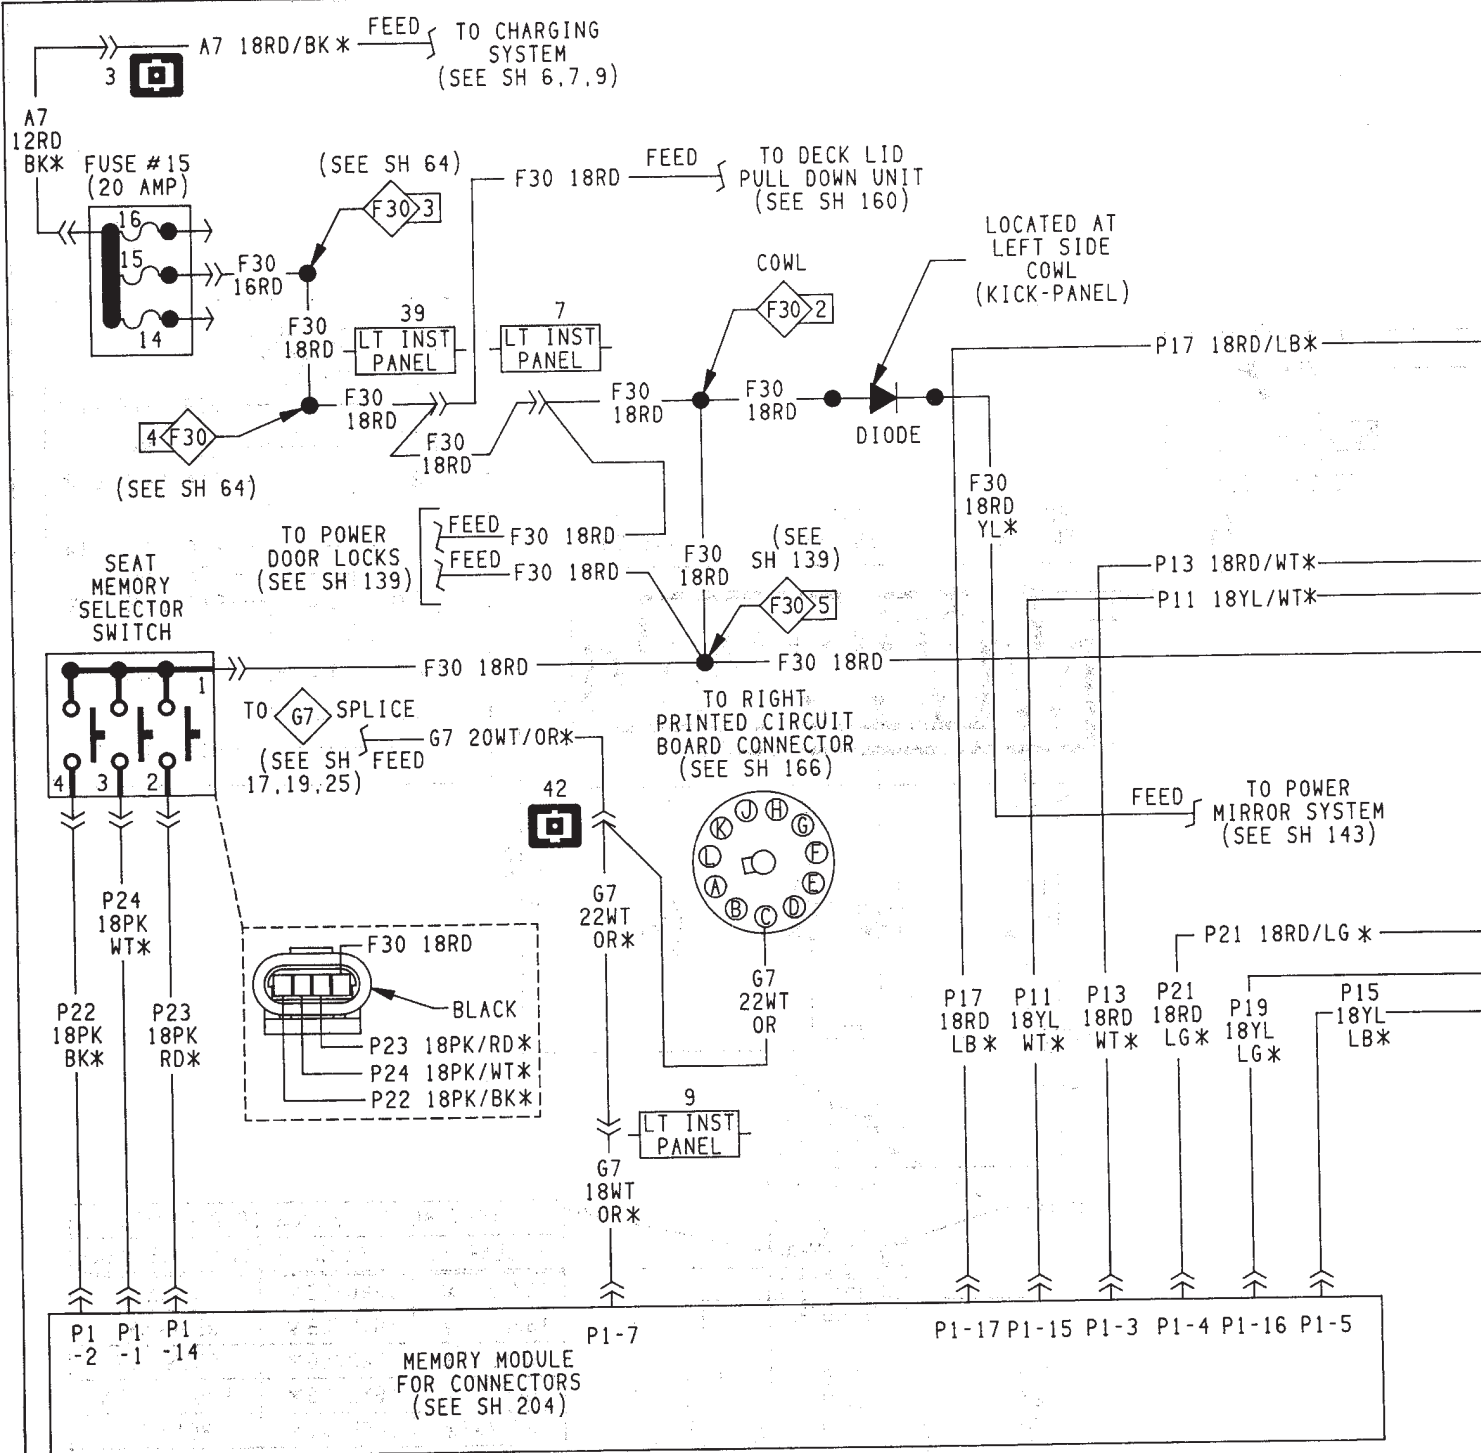 A7 18RD/BK*
FEED
TO CHARGING
SYSTEM
(SEE SH 6,7,9)
3
A7
12RD
BK*
FUSE #15
(20 AMP)
16
15
14
(SEE SH 64)
F30
3
F30 18RD
FEED
TO DECK LID
PULL DOWN UNIT
(SEE SH 160)
F30
16RD
F30
18RD
39
LT INST
PANEL
7
LT INST
PANEL
COWL
F30
2
LOCATED AT
LEFT SIDE
COWL
(KICK-PANEL)
P17 18RD/LB*
F30
18RD
F30
18RD
F30
18RD
F30
18RD
DIODE
4
F30
(SEE SH 64)
F30
18RD
YL*
TO POWER
DOOR LOCKS
(SEE SH 139)
FEED
F30 18RD
FEED
F30 18RD
F30
18RD
(SEE
SH 139)
F30
5
P13 18RD/WT*
P11 18YL/WT*
SEAT
MEMORY
SELECTOR
SWITCH
1
4
3
2
F30 18RD
F30 18RD
TO
G7
SPLICE
(SEE SH
17,19,25)
FEED
G7 20WT/OR*
42
TO RIGHT
PRINTED CIRCUIT
BOARD CONNECTOR
(SEE SH 166)
J
H
K
G
L
F
A
E
B
C
D
FEED
TO POWER
MIRROR SYSTEM
(SEE SH 143)
P24
18PK
WT*
G7
22WT
OR*
G7
22WT
OR
P21 18RD/LG *
F30 18RD
BLACK
P23 18PK/RD*
P24 18PK/WT*
P22 18PK/BK*
P22
18PK
BK*
P23
18PK
RD*
P17
18RD
LB*
P11
18YL
WT*
P13
18RD
WT*
P21
18RD
LG*
P19
18YL
LG*
P15
18YL
LB*
9
LT INST
PANEL
G7
18WT
OR*
P1
-2
P1
-1
P1
-14
P1-7
P1-17
P1-15
P1-3
P1-4
P1-16
P1-5
MEMORY MODULE
FOR CONNECTORS
(SEE SH 204)